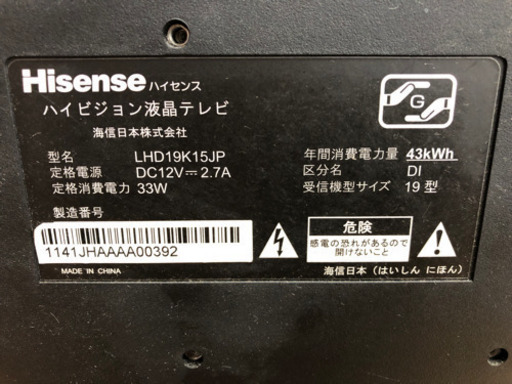 Hisense ハイセンス
ハイビジョン液晶テレビ
海信日本株式会社
G
型名 LHD19K15JP
定格電源 DC12V⎓2.7A
定格消費電力 33W
年間消費電力量 43kWh
区分名 DI
受信機型サイズ 19型
製造番号
1141JHAAAA00392
MADE IN CHINA
危険
感電の恐れがあるので
開けないこと
海信日本（はいしん にほん）